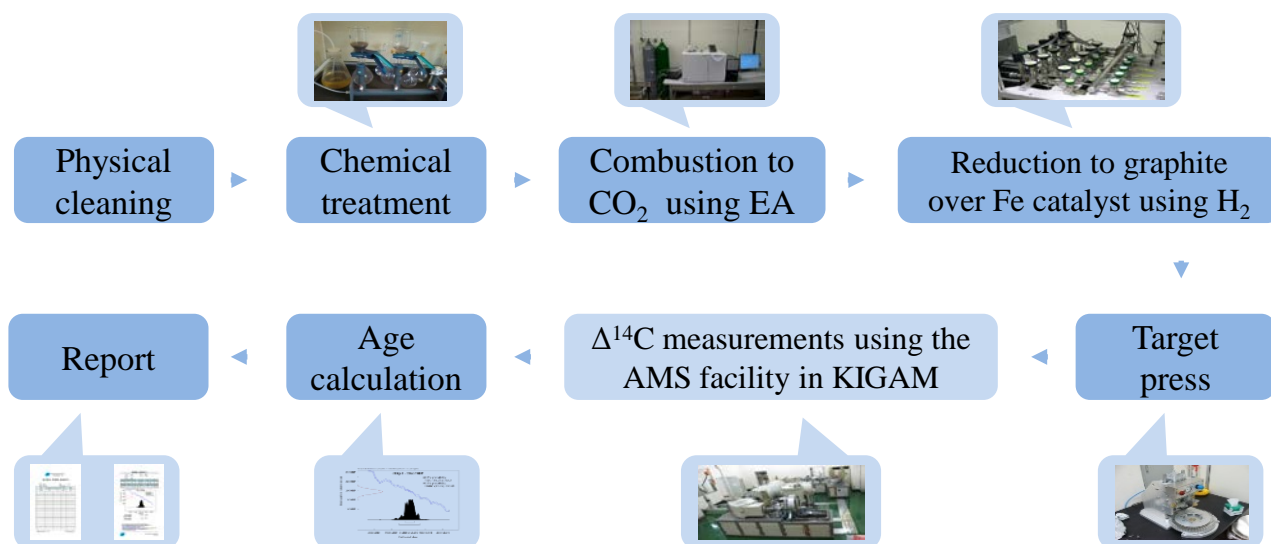 Physical
cleaning
Chemical
treatment
Combustion to
CO₂ using EA
Reduction to graphite
over Fe catalyst using H₂
Target
press
Δ¹⁴C measurements using the
AMS facility in KIGAM
Age
calculation
Report